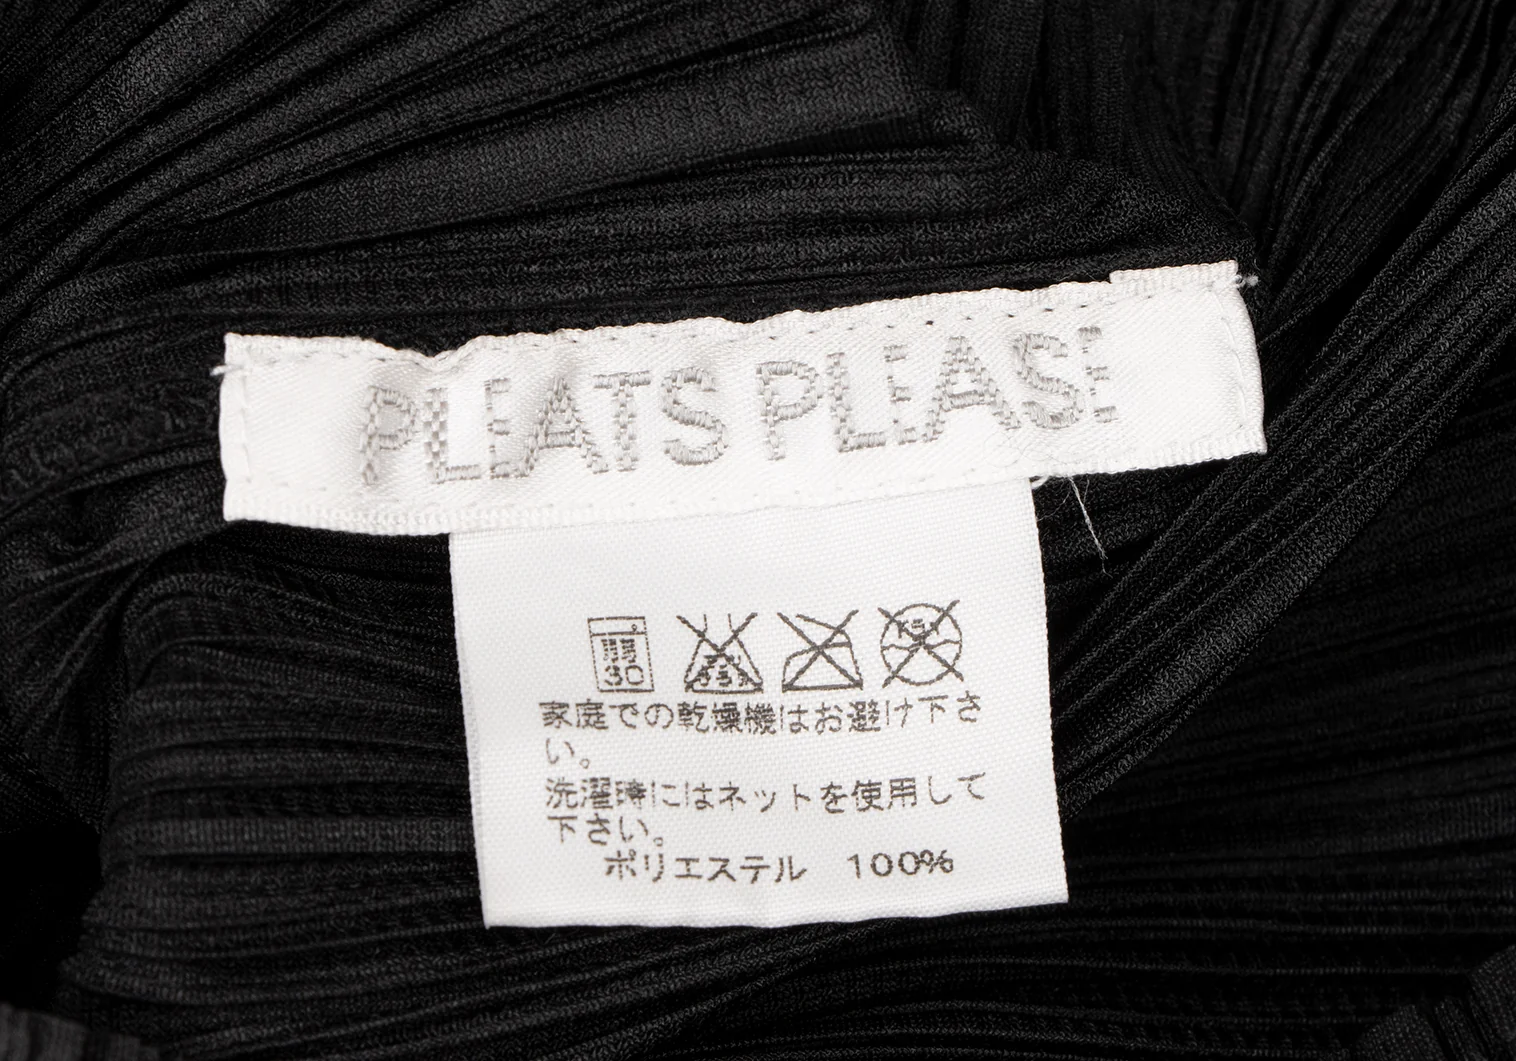 PLEATS PLEASE
30
家庭での乾燥機はお避け下さ
い。
洗濯時にはネットを使用して
下さい。
ポリエステル 100%